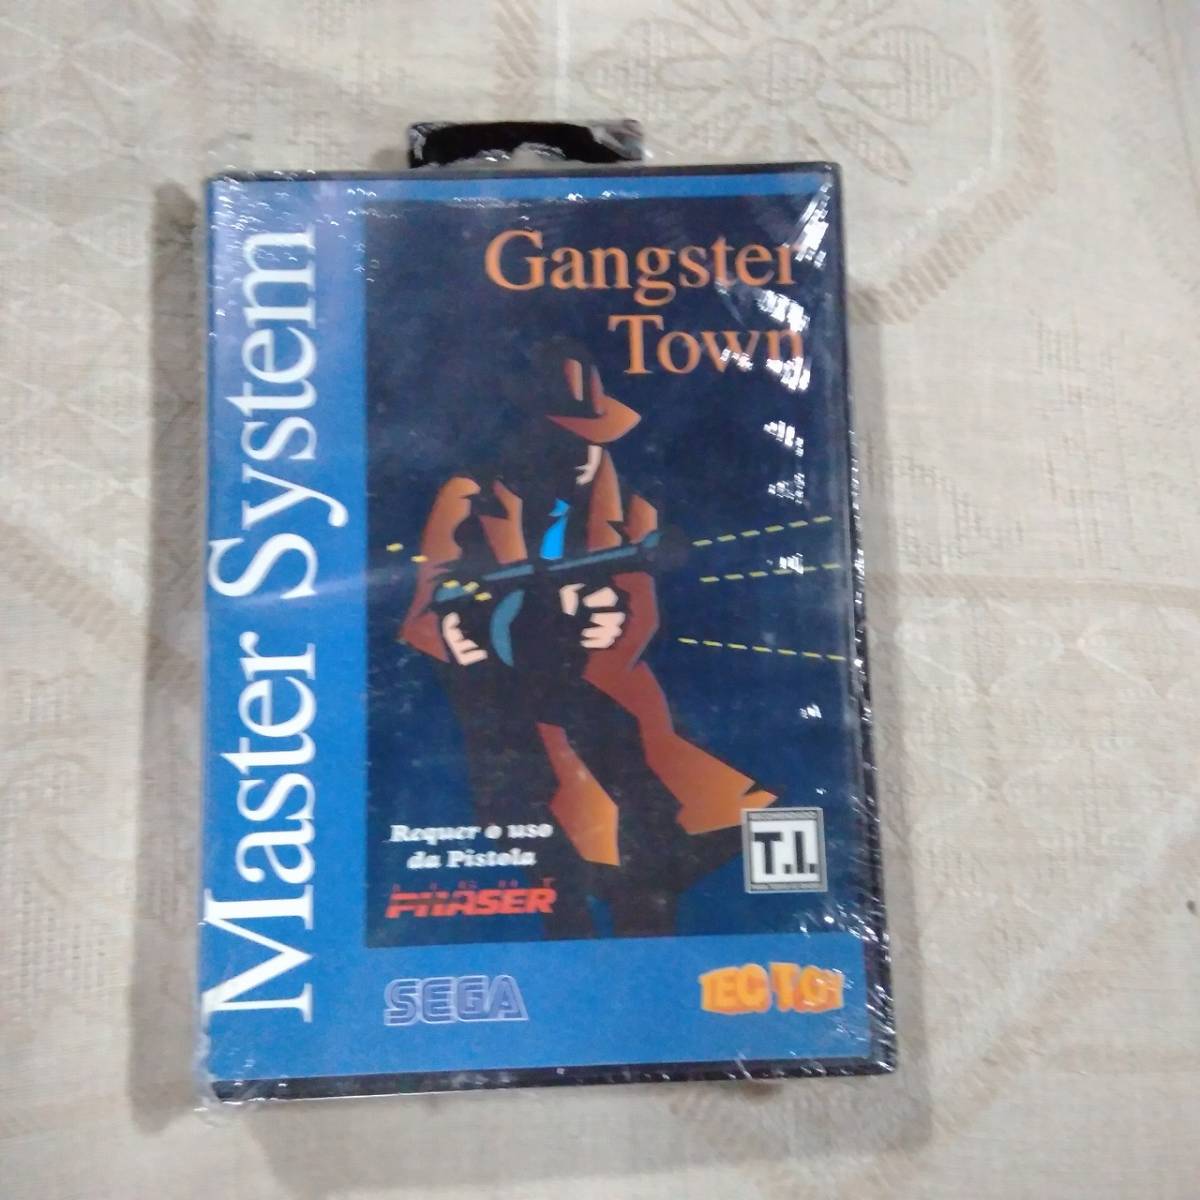 Master System
Gangster
Town
Requer o uso
da Pistola
PHASER
T.I.
SEGA
TEC TOY